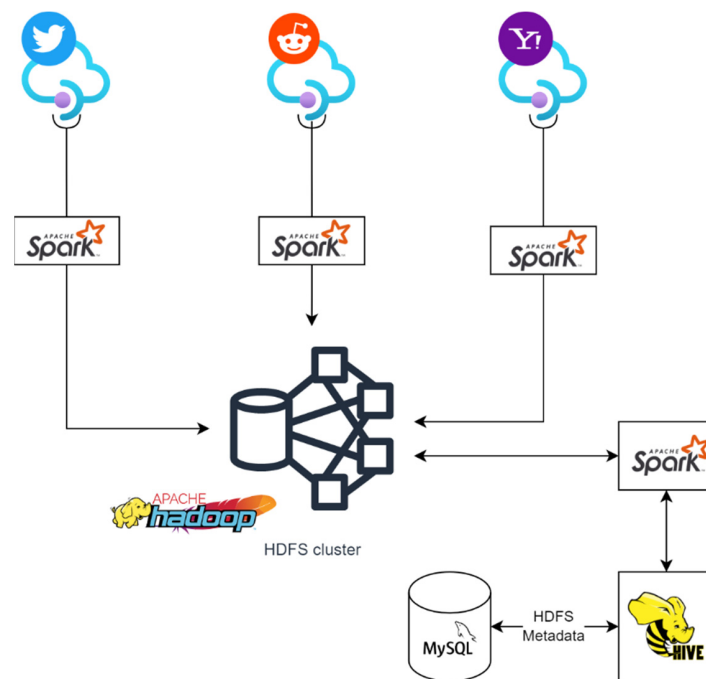 Y!
APACHE
Spark
APACHE
Spark
APACHE
Spark
APACHE
Spark
APACHE
hadoop
HDFS cluster
MySQL
HDFS
Metadata
HIVE